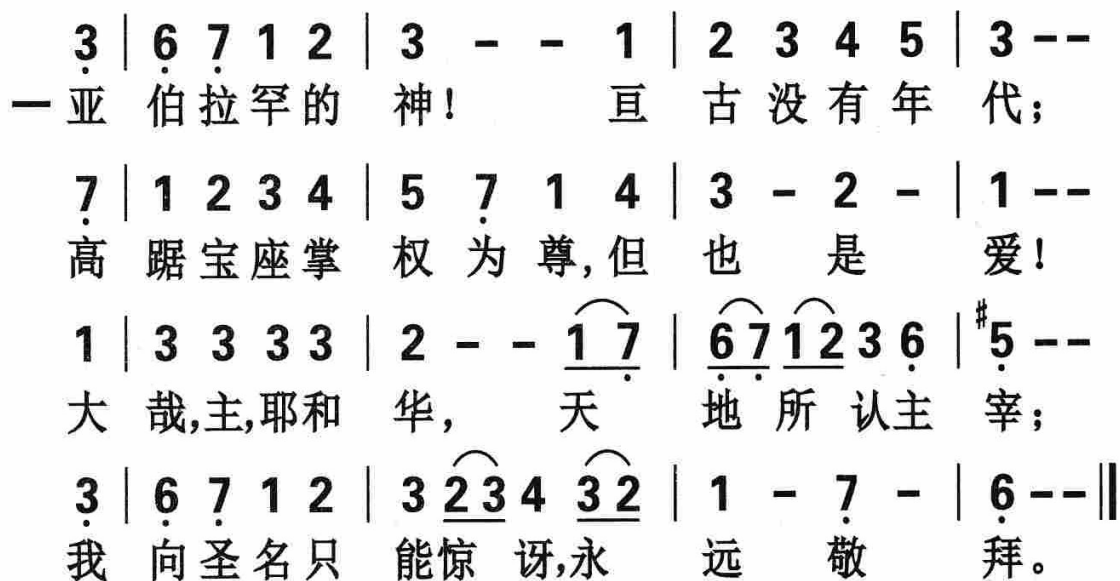 3 | 6 7 1 2 | 3 - - 1 | 2 3 4 5 | 3 - -
一 亚 伯拉罕的 神! 亘 古没有年 代;
7 | 1 2 3 4 | 5 7 1 4 | 3 - 2 - | 1 - -
高 踞宝座掌 权为尊,但 也 是 爱!
1 | 3 3 3 3 | 2 - - 1 7 | 6 7 1 2 3 6 | #5 - -
大 哉,主,耶和 华, 天 地所认主 宰;
3 | 6 7 1 2 | 3 2 3 4 3 2 | 1 - 7 - | 6 - - ||
我 向圣名只 能惊讶,永 远 敬 拜。